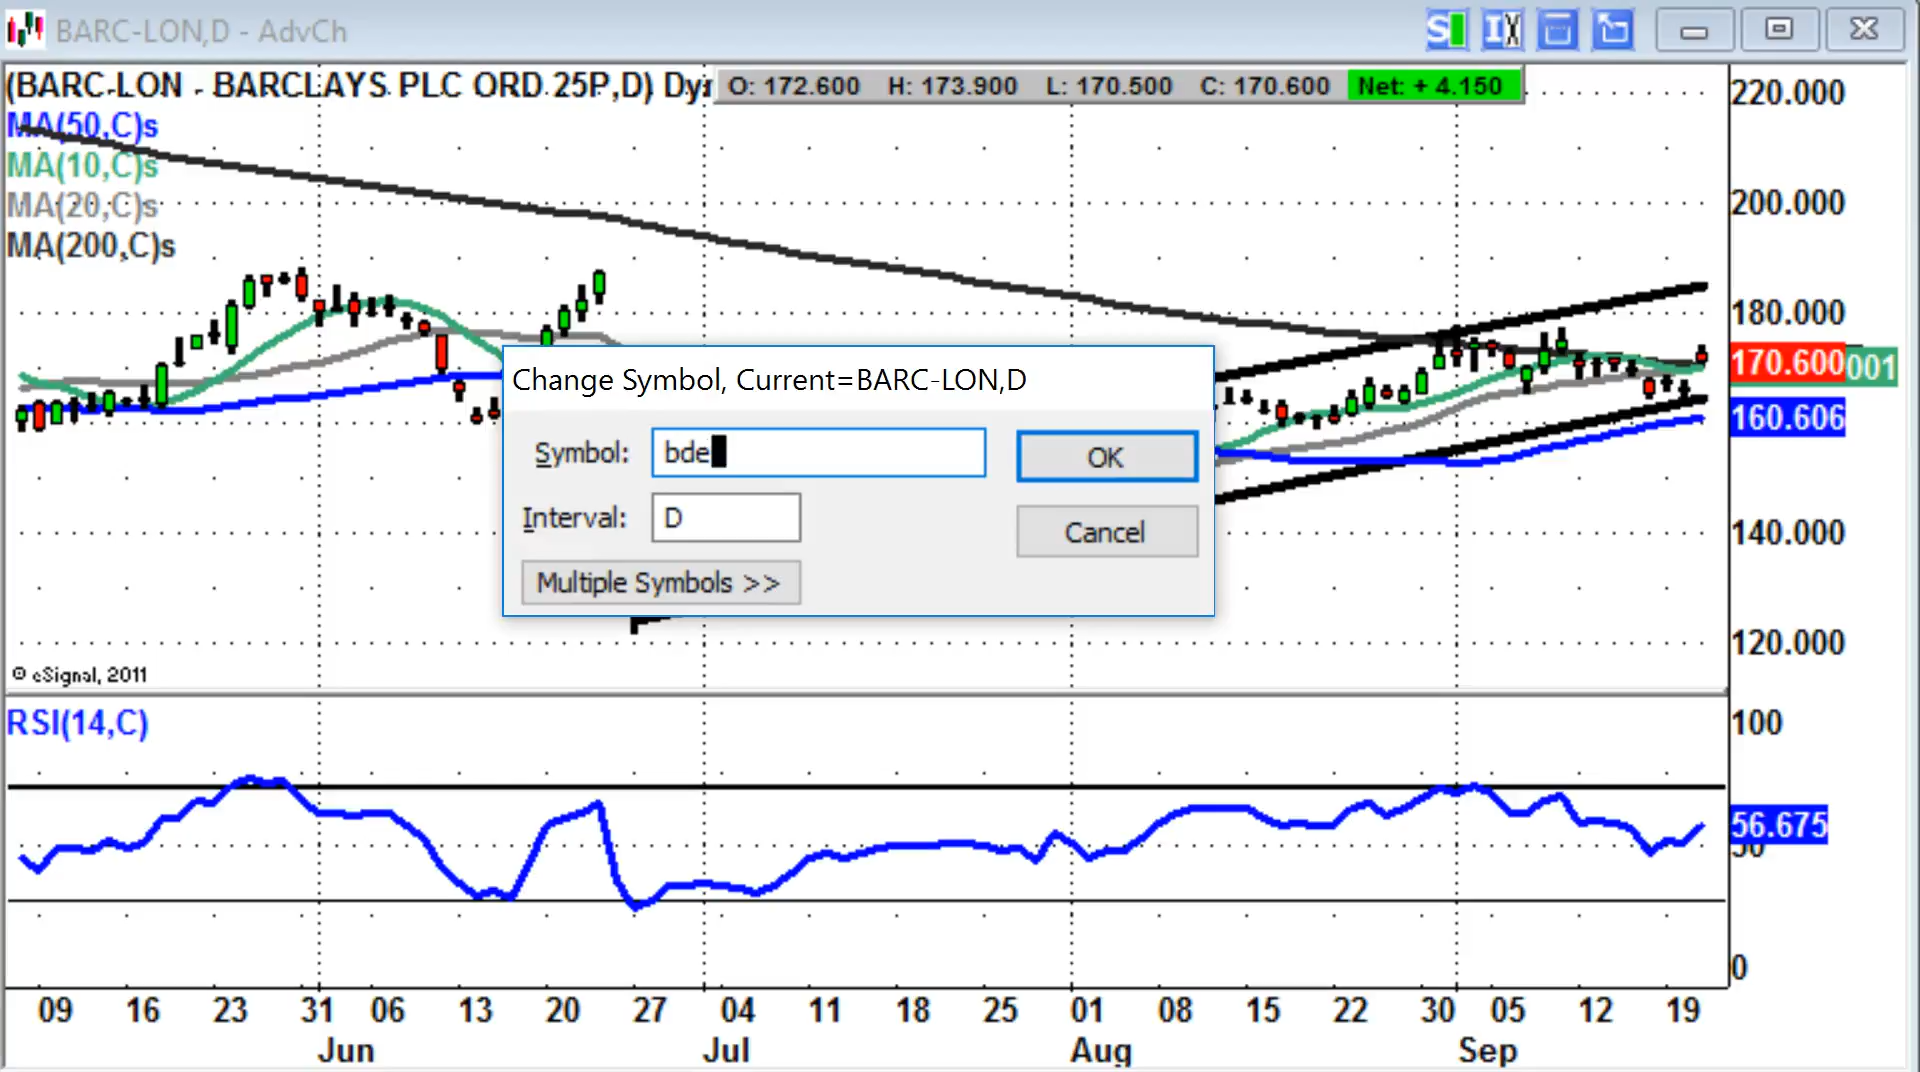 BARC-LON,D - AdvCh
(BARC-LON - BARCLAYS PLC ORD 25P,D) Dyn
O: 172.600 H: 173.900 L: 170.500 C: 170.600 Net: + 4.150
MA(50,C)s
MA(10,C)s
MA(20,C)s
MA(200,C)s
220.000
200.000
180.000
170.600
001
160.606
140.000
120.000
Change Symbol, Current=BARC-LON,D
Symbol: bde
OK
Interval: D
Cancel
Multiple Symbols >>
© eSignal, 2011
RSI(14,C)
100
56.675
50
0
09 16 23 31 06 13 20 27 04 11 18 25 01 08 15 22 30 05 12 19
Jun Jul Aug Sep